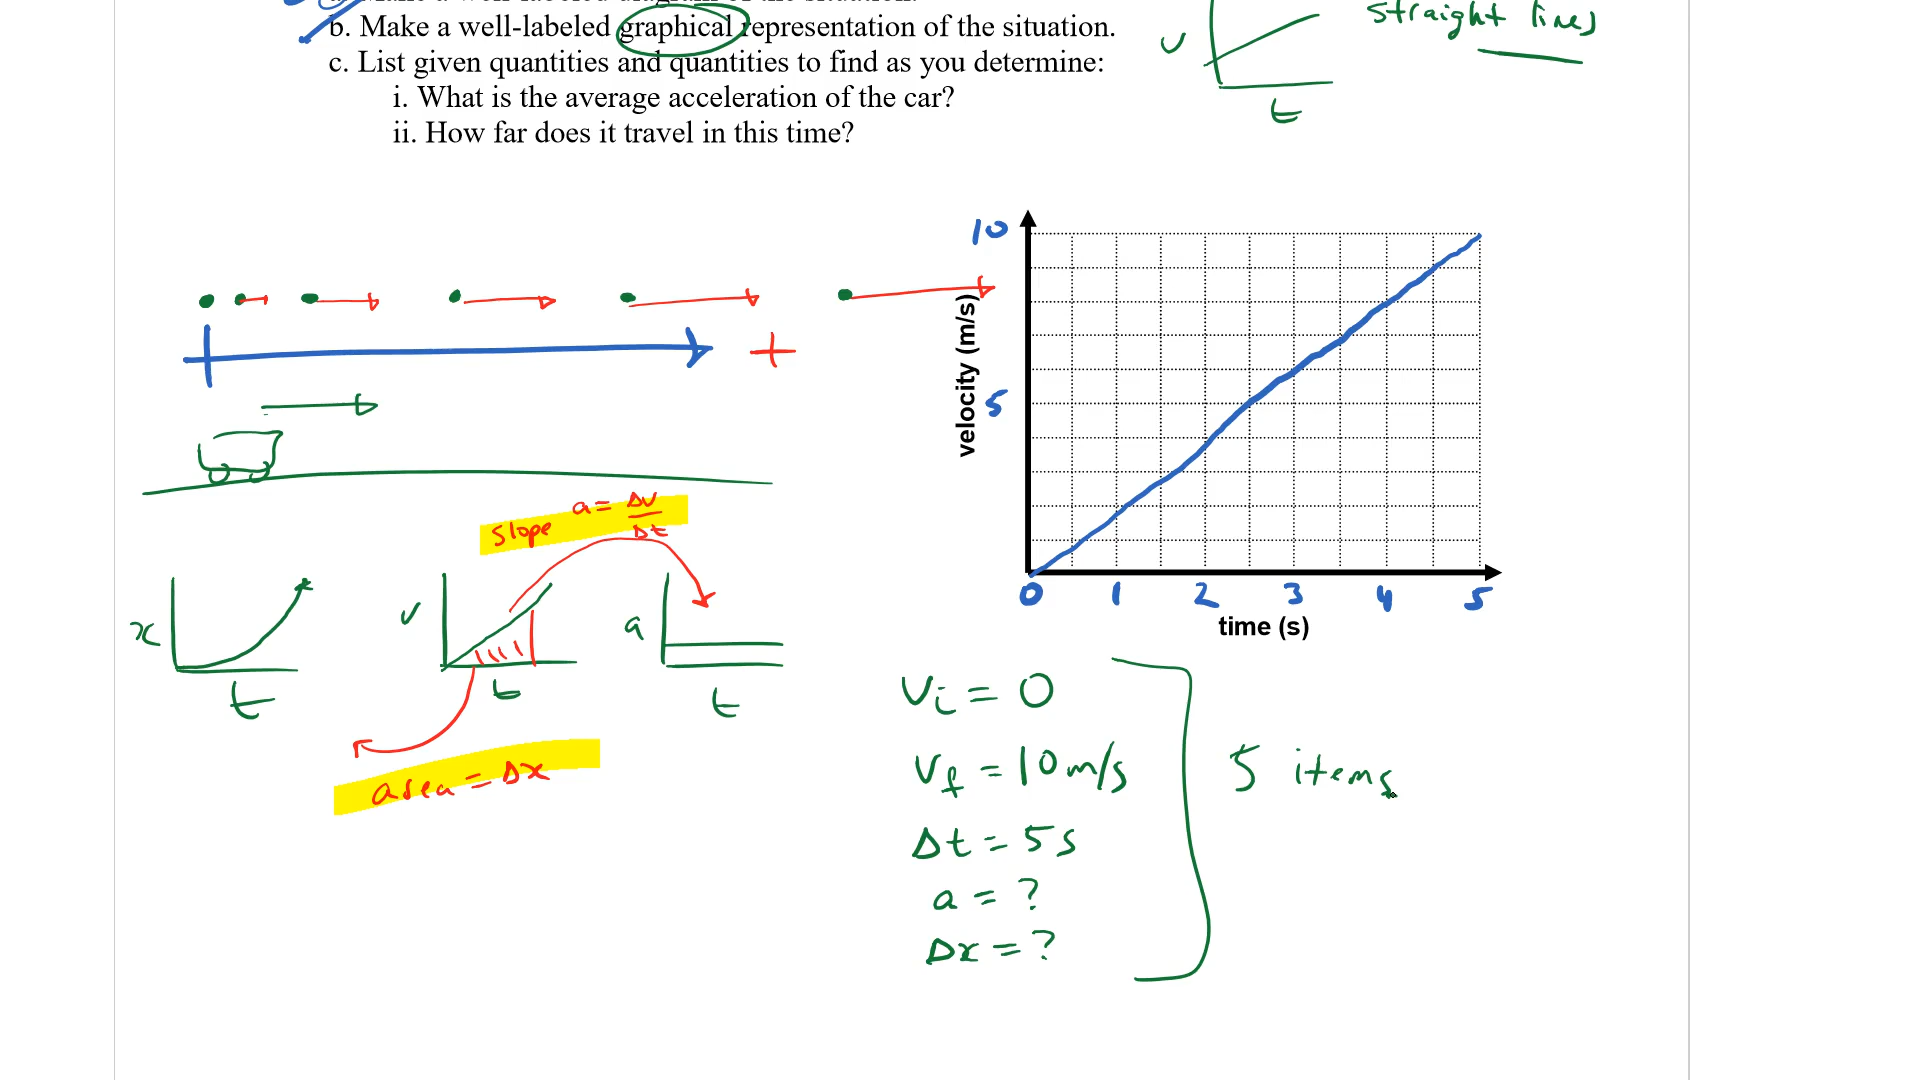 b. Make a well-labeled graphical representation of the situation.
c. List given quantities and quantities to find as you determine:
i. What is the average acceleration of the car?
ii. How far does it travel in this time?
straight lines
v
t
10
5
velocity (m/s)
0 1 2 3 4 5
time (s)
+
slope a = Δv/Δt
x
t
v
t
a
t
area = Δx
vi = 0
vf = 10 m/s
Δt = 5 s
a = ?
Δx = ?
5 items